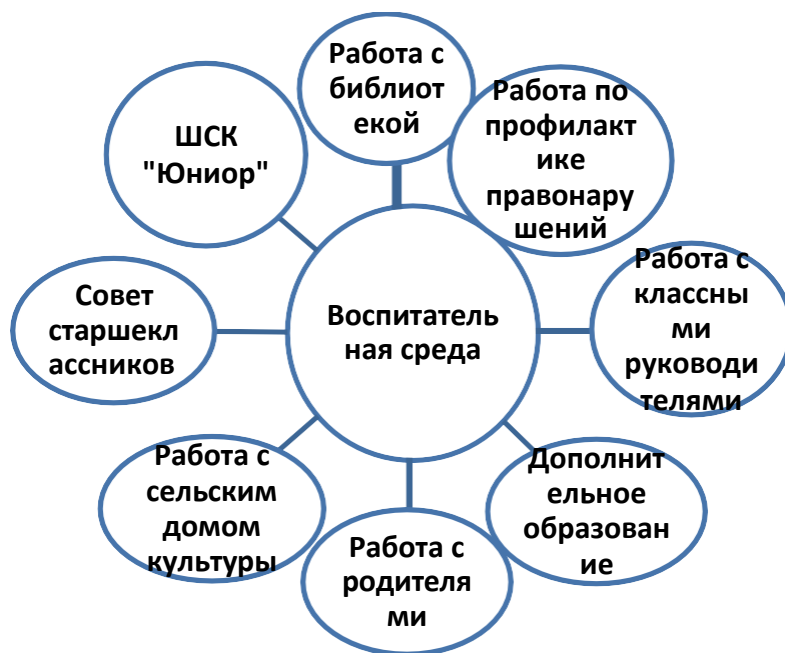 Работа с
библиот
екой
Работа по
профилакт
ике
правонару
шений
Работа с
классны
ми
руководи
телями
Дополнит
ельное
образован
ие
Работа с
родителя
ми
Работа с
сельским
домом
культуры
Совет
старшекл
ассников
ШСК
"Юниор"
Воспитатель
ная среда